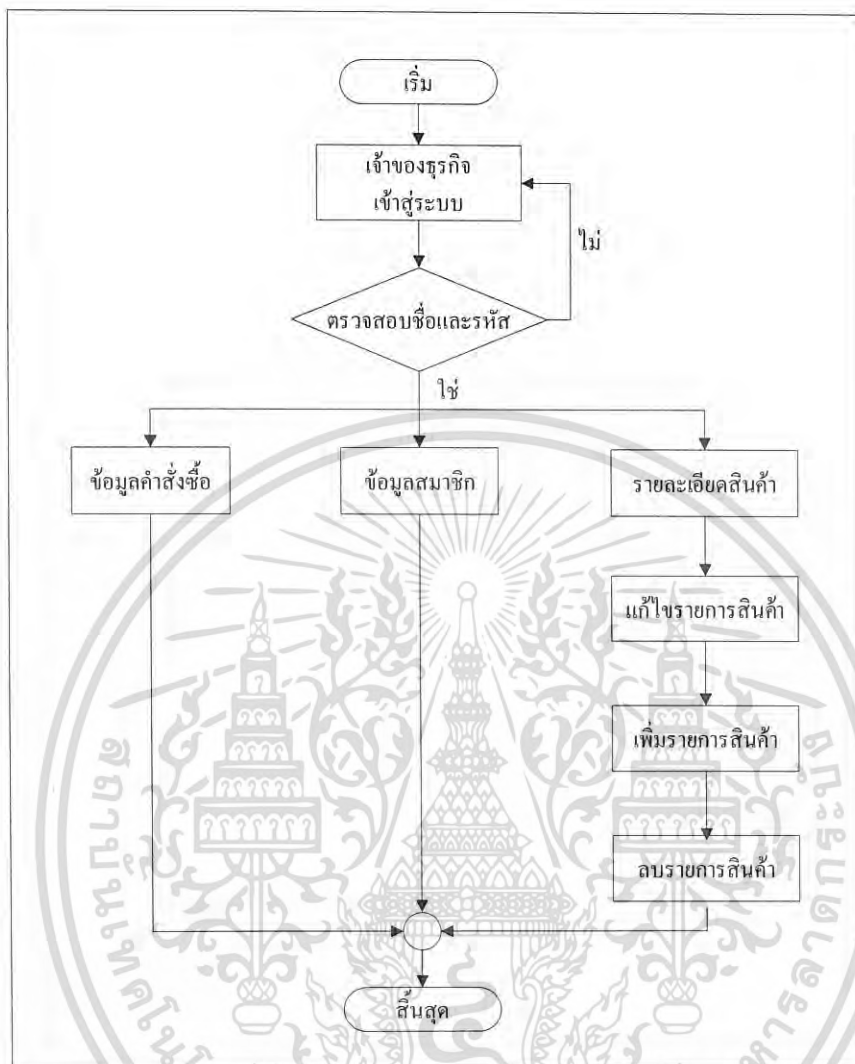 เริ่ม
เจ้าของธุรกิจ
เข้าสู่ระบบ
ไม่
ตรวจสอบชื่อและรหัส
ใช่
ข้อมูลคำสั่งซื้อ
ข้อมูลสมาชิก
รายละเอียดสินค้า
แก้ไขรายการสินค้า
เพิ่มรายการสินค้า
ลบรายการสินค้า
สิ้นสุด